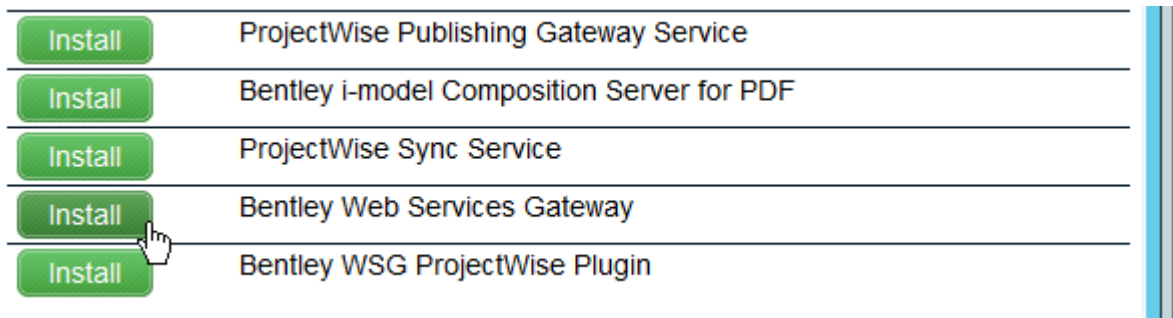 Install ProjectWise Publishing Gateway Service
Install Bentley i-model Composition Server for PDF
Install ProjectWise Sync Service
Install Bentley Web Services Gateway
Install Bentley WSG ProjectWise Plugin